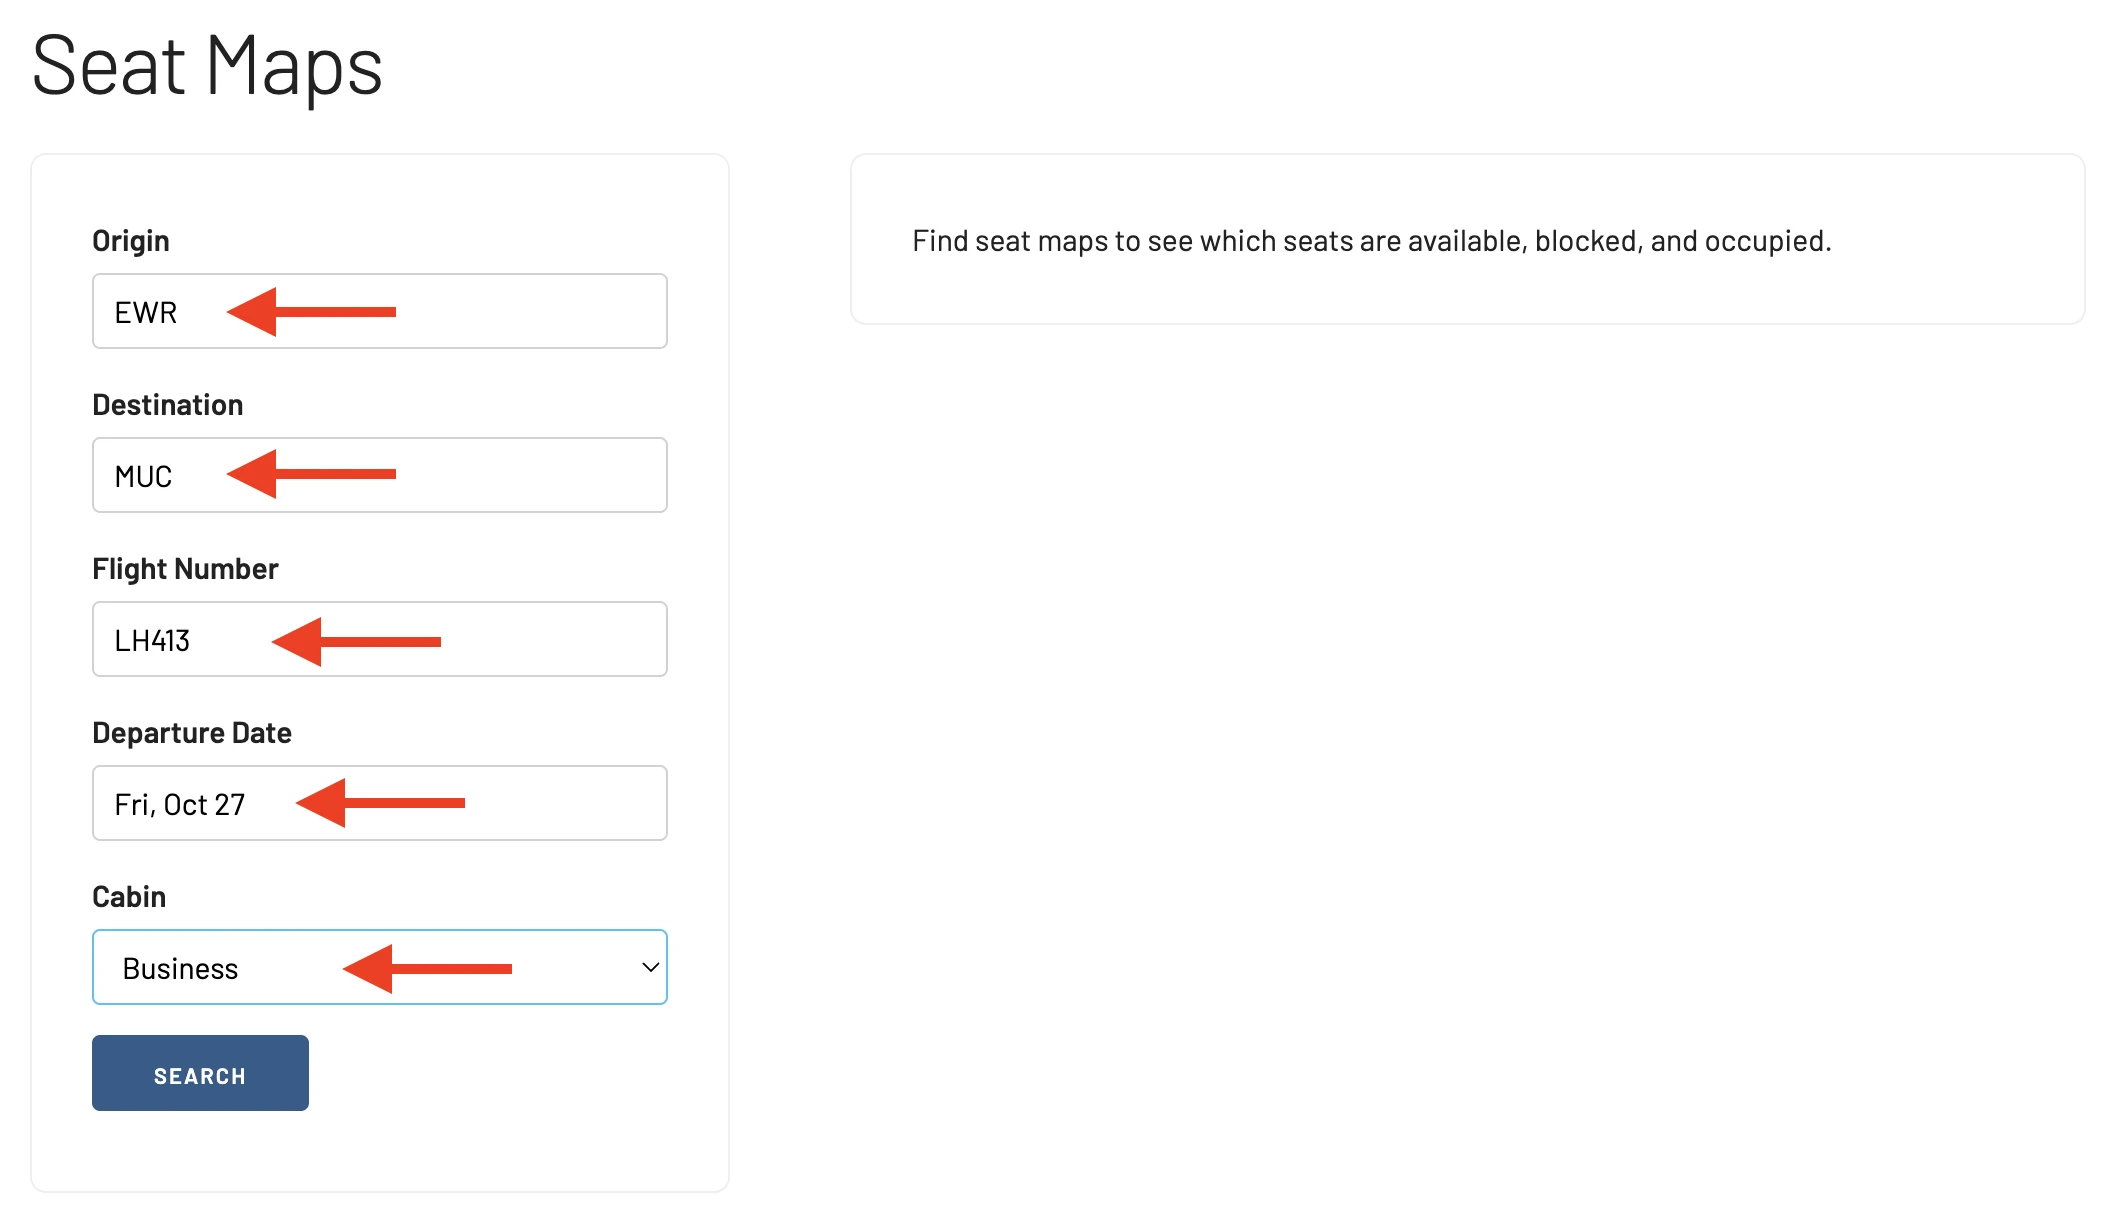 Seat Maps
Origin
EWR
Destination
MUC
Flight Number
LH413
Departure Date
Fri, Oct 27
Cabin
Business
SEARCH
Find seat maps to see which seats are available, blocked, and occupied.